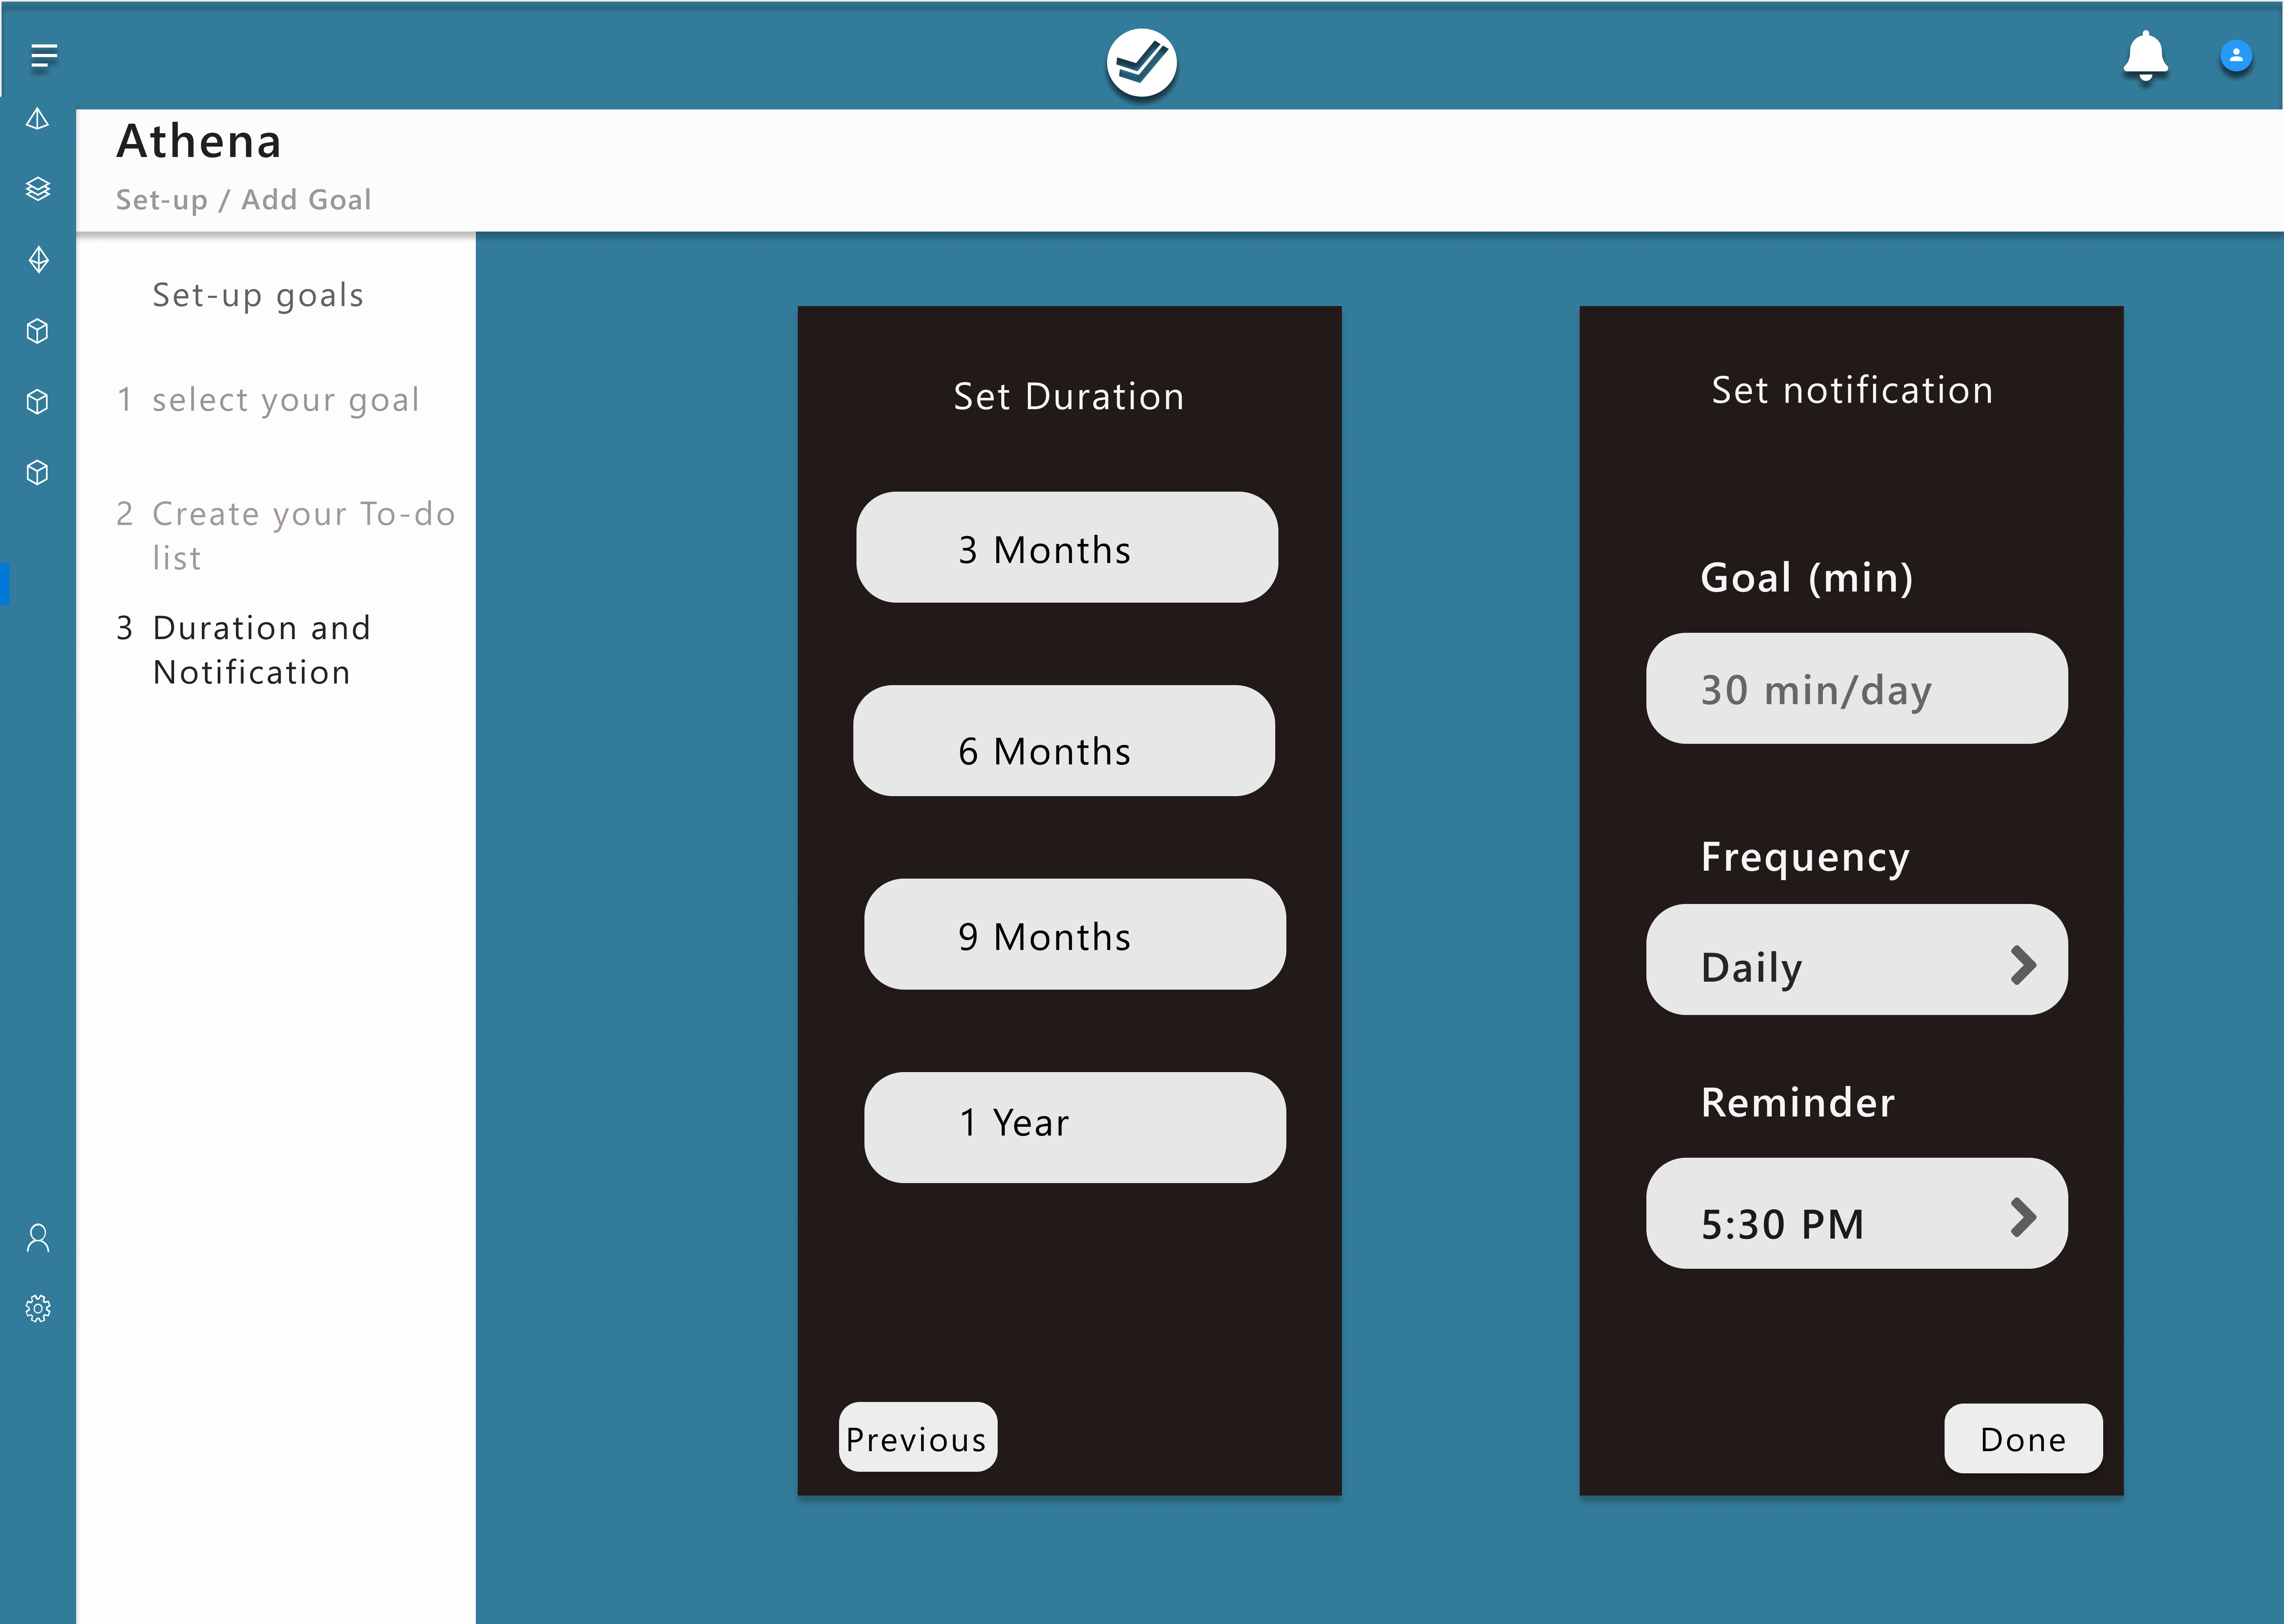 Athena
Set-up / Add Goal
Set-up goals
1 select your goal
2 Create your To-do
list
3 Duration and
Notification
Set Duration
3 Months
6 Months
9 Months
1 Year
Previous
Set notification
Goal (min)
30 min/day
Frequency
Daily
Reminder
5:30 PM
Done